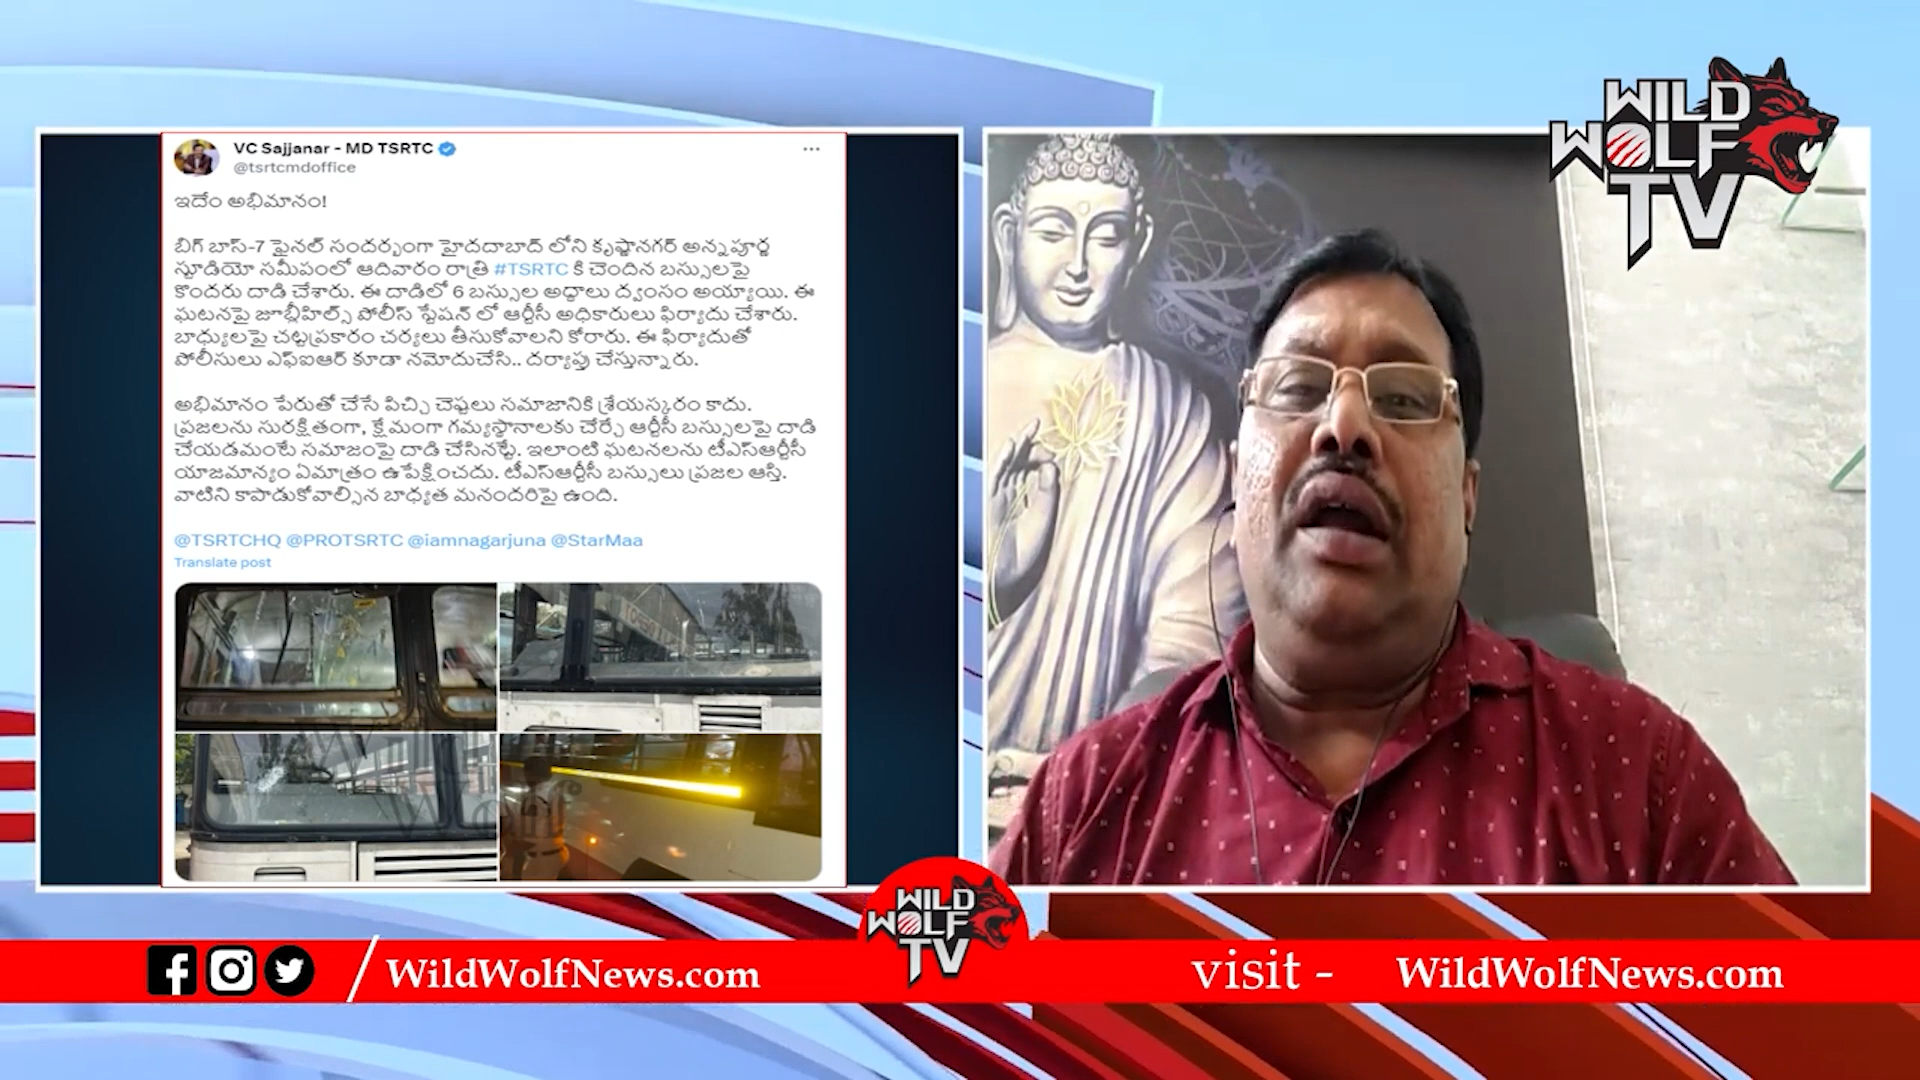 VC Sajjanar - MD TSRTC
@tsrtcmdoffice
ఇదేం అభిమానం!
బిగ్ బాస్-7 ఫైనల్ సందర్భంగా హైదదాబాద్ లోని కృష్ణానగర్ అన్నపూర్ణ
స్టూడియో సమీపంలో ఆదివారం రాత్రి #TSRTC కి చెందిన బస్సులపై
కొందరు దాడి చేశారు. ఈ దాడిలో 6 బస్సుల అద్దాలు ధ్వంసం అయ్యాయి. ఈ
ఘటనపై జూబ్లీహిల్స్ పోలీస్ స్టేషన్ లో ఆర్టీసీ అధికారులు ఫిర్యాదు చేశారు.
బాధ్యులపై చట్టప్రకారం చర్యలు తీసుకోవాలని కోరారు. ఈ ఫిర్యాదుతో
పోలీసులు ఎఫ్ఐఆర్ కూడా నమోదుచేసి.. దర్యాప్తు చేస్తున్నారు.
అభిమానం పేరుతో చేసే పిచ్చి చేష్టలు సమాజానికి శ్రేయస్కరం కాదు.
ప్రజలను సురక్షితంగా, క్షేమంగా గమ్యస్థానాలకు చేర్చే ఆర్టీసీ బస్సులపై దాడి
చేయడమంటే సమాజంపై దాడి చేసినట్టే. ఇలాంటి ఘటనలను టీఎస్ఆర్టీసీ
యాజమాన్యం ఏమాత్రం ఉపేక్షించదు. టీఎస్ఆర్టీసీ బస్సులు ప్రజల ఆస్తి.
వాటిని కాపాడుకోవాల్సిన బాధ్యత మనందరిపై ఉంది.
@TSRTCHQ @PROTSRTC @iamnagarjuna @StarMaa
Translate post
WILD
WOLF
TV
WILD
WOLF
TV
WildWolfNews.com
visit - WildWolfNews.com